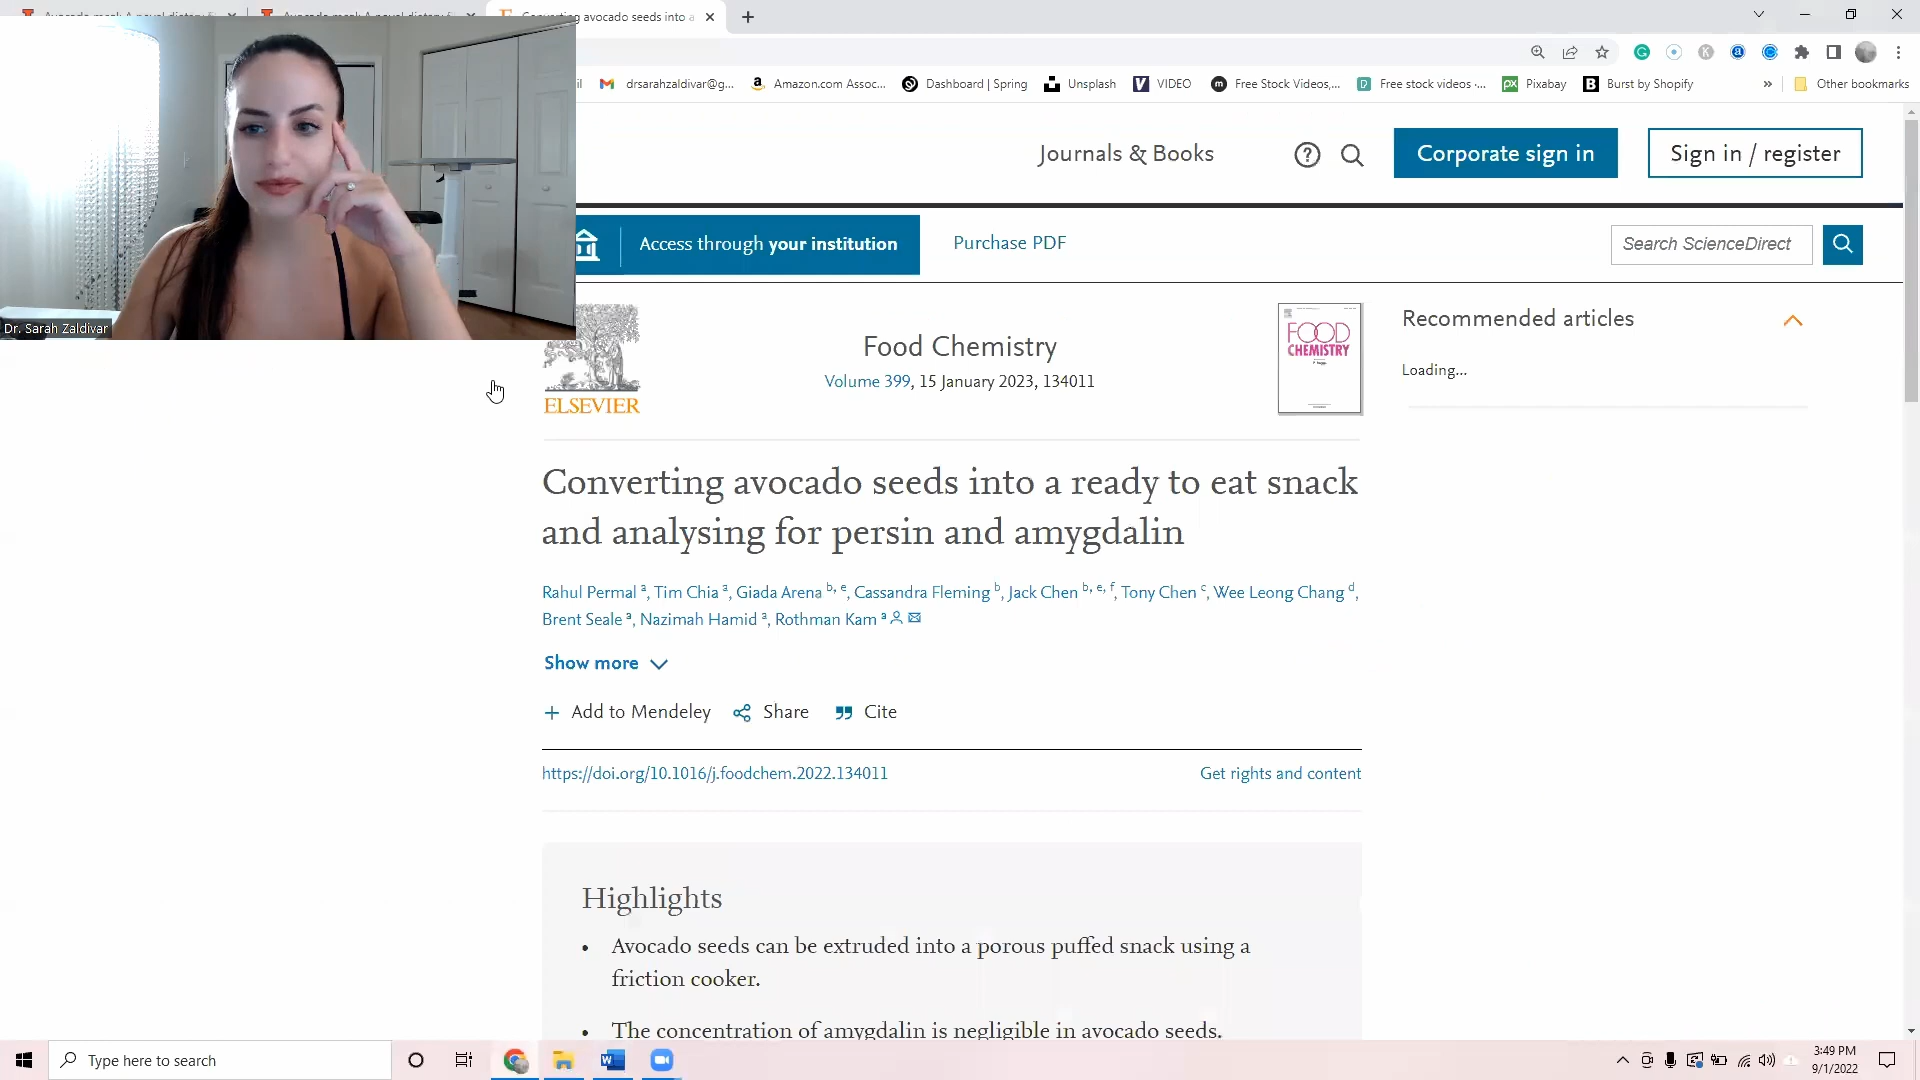 Converting avocado seeds into a
drsarahzaldivar@g...
Amazon.com Assoc...
Dashboard | Spring
Unsplash
VIDEO
Free Stock Videos,...
Free stock videos -...
Pixabay
Burst by Shopify
»
Other bookmarks
Journals & Books
Corporate sign in
Sign in / register
Access through your institution
Purchase PDF
Search ScienceDirect
Dr. Sarah Zaldivar
ELSEVIER
Food Chemistry
Volume 399, 15 January 2023, 134011
FOOD
CHEMISTRY
Recommended articles
Loading...
Converting avocado seeds into a ready to eat snack
and analysing for persin and amygdalin
Rahul Permal a, Tim Chia a, Giada Arena b, e, Cassandra Fleming b, Jack Chen b, e, f, Tony Chen c, Wee Leong Chang d,
Brent Seale a, Nazimah Hamid a, Rothman Kam a
Show more
Add to Mendeley
Share
Cite
https://doi.org/10.1016/j.foodchem.2022.134011
Get rights and content
Highlights
• Avocado seeds can be extruded into a porous puffed snack using a
friction cooker.
• The concentration of amygdalin is negligible in avocado seeds.
Type here to search
3:49 PM
9/1/2022